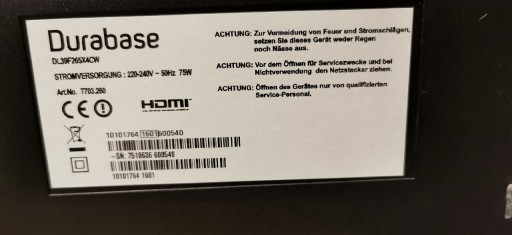 Durabase
DL39F265X4CW
STROMVERSORGUNG : 220-240V ~ 50Hz 75W
Art.No. 7703.260
CE
HDMI
10101764 1601 600540
-SN: 7510636 600540
10101764 1601
ACHTUNG: Zur Vermeidung von Feuer und Stromschlägen,
setzen Sie dieses Gerät weder Regen
noch Nässe aus.
ACHTUNG: Vor dem Öffnen für Servicezwecke und bei
Nichtverwendung den Netzstecker ziehen.
ACHTUNG: Öffnen des Gerätes nur von qualifiziertem
Service-Personal.